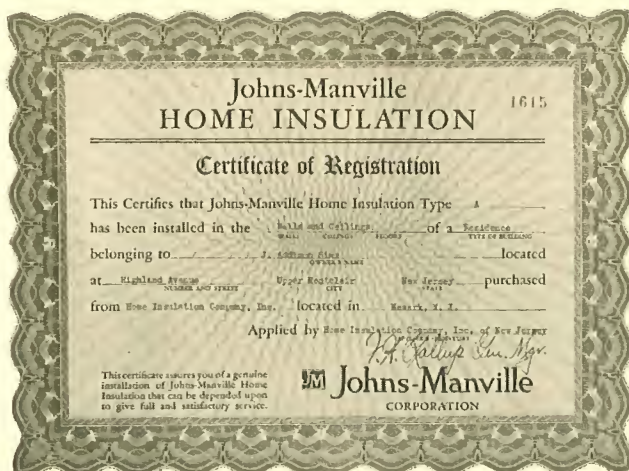 Johns-Manville
1615
HOME INSULATION
Certificate of Registration
This Certifies that Johns-Manville Home Insulation Type A
has been installed in the Walls and Ceilings of a Residence
WALLS CEILINGS FLOORS TYPE OF BUILDING
belonging to J. Addison Sims located
OWNER'S NAME
at Highland Avenue Upper Montclair New Jersey purchased
NUMBER AND STREET CITY STATE
from Home Insulation Company, Inc. located in Newark, N. J.
Applied by Home Insulation Company, Inc. of New Jersey
Gen. Mgr.
This certificate assures you of a genuine
installation of Johns-Manville Home
Insulation that can be depended upon
to give full and satisfactory service.
JM Johns-Manville
CORPORATION